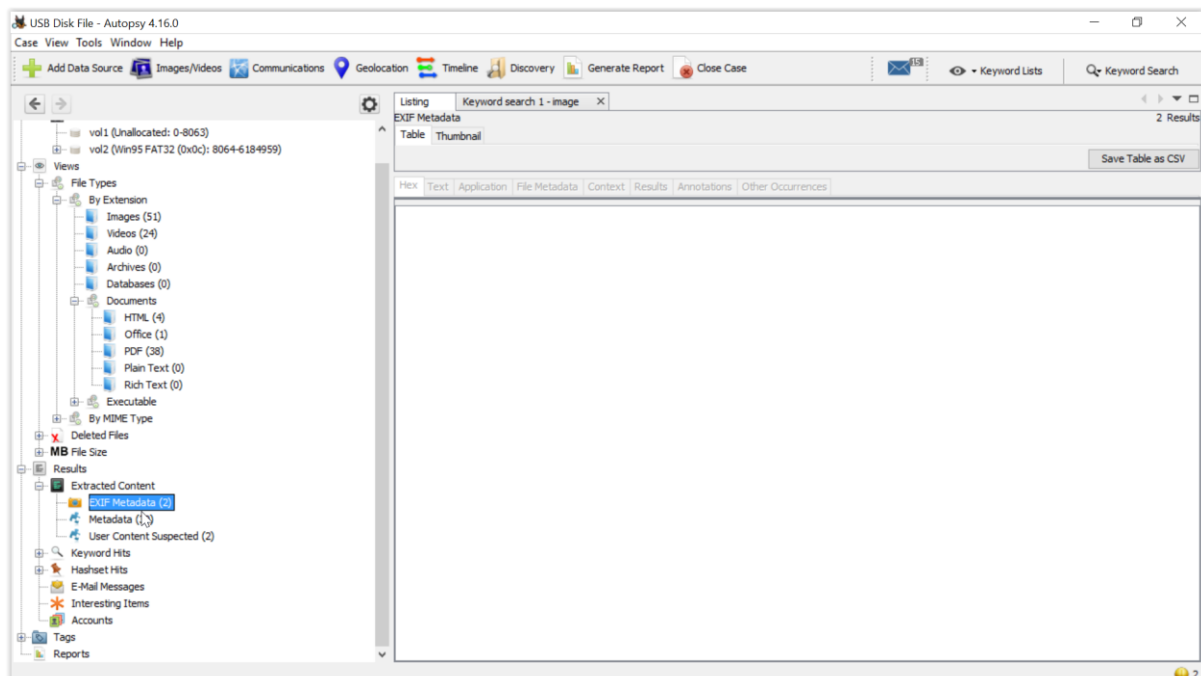 USB Disk File - Autopsy 4.16.0
Case View Tools Window Help
Add Data Source Images/Videos Communications Geolocation Timeline Discovery Generate Report Close Case 153 Keyword Lists Keyword Search
Listing Keyword search 1 - image
EXIF Metadata 2 Results
Table Thumbnail
Save Table as CSV
Hex Text Application File Metadata Context Results Annotations Other Occurrences
vol1 (Unallocated: 0-8063)
vol2 (Win95 FAT32 (0x0c): 8064-6184959)
Views
File Types
By Extension
Images (51)
Videos (24)
Audio (0)
Archives (0)
Databases (0)
Documents
HTML (4)
Office (1)
PDF (38)
Plain Text (0)
Rich Text (0)
Executable
By MIME Type
Deleted Files
MB File Size
Results
Extracted Content
EXIF Metadata (2)
Metadata
User Content Suspected (2)
Keyword Hits
Hashset Hits
E-Mail Messages
Interesting Items
Accounts
Tags
Reports
2